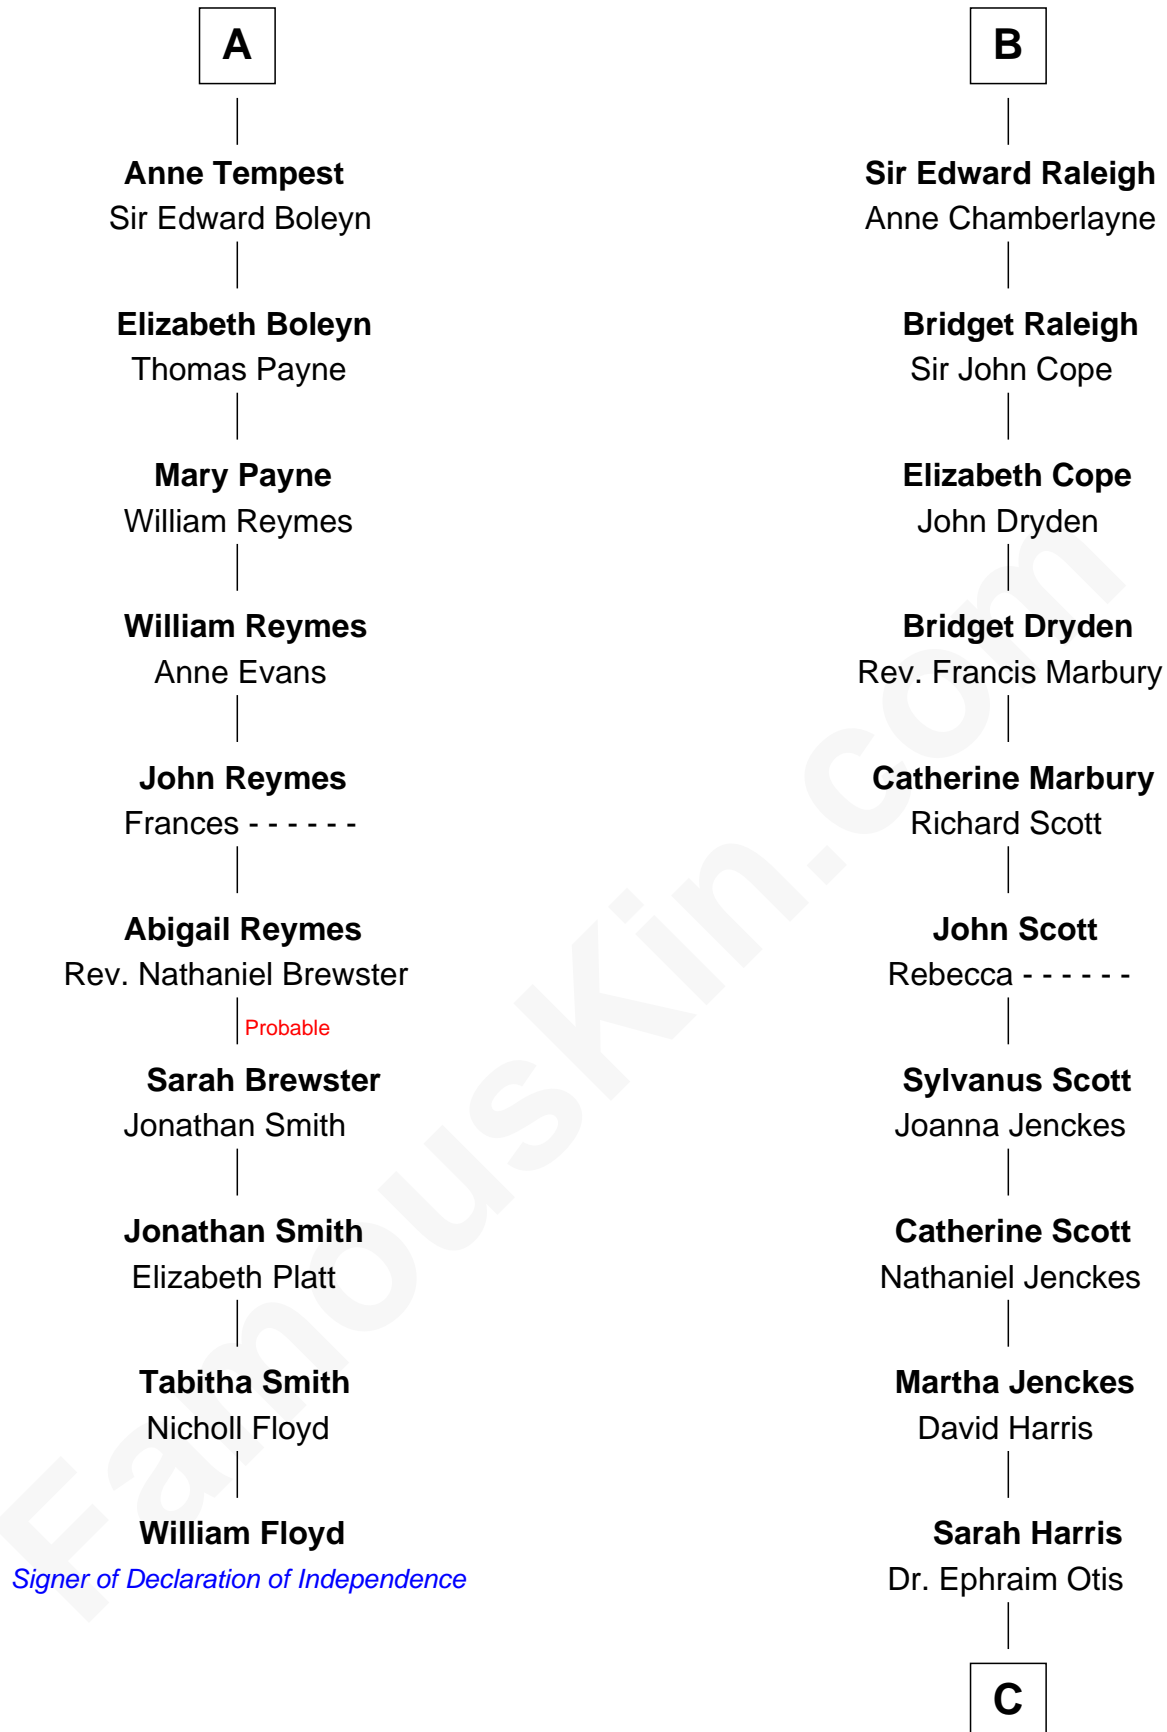 A
Anne Tempest
Sir Edward Boleyn
Elizabeth Boleyn
Thomas Payne
Mary Payne
William Reymes
William Reymes
Anne Evans
John Reymes
Frances - - - - - -
Abigail Reymes
Rev. Nathaniel Brewster
Probable
Sarah Brewster
Jonathan Smith
Jonathan Smith
Elizabeth Platt
Tabitha Smith
Nicholl Floyd
William Floyd
Signer of Declaration of Independence
B
Sir Edward Raleigh
Anne Chamberlayne
Bridget Raleigh
Sir John Cope
Elizabeth Cope
John Dryden
Bridget Dryden
Rev. Francis Marbury
Catherine Marbury
Richard Scott
John Scott
Rebecca - - - - - -
Sylvanus Scott
Joanna Jenckes
Catherine Scott
Nathaniel Jenckes
Martha Jenckes
David Harris
Sarah Harris
Dr. Ephraim Otis
C
FamousKin.com